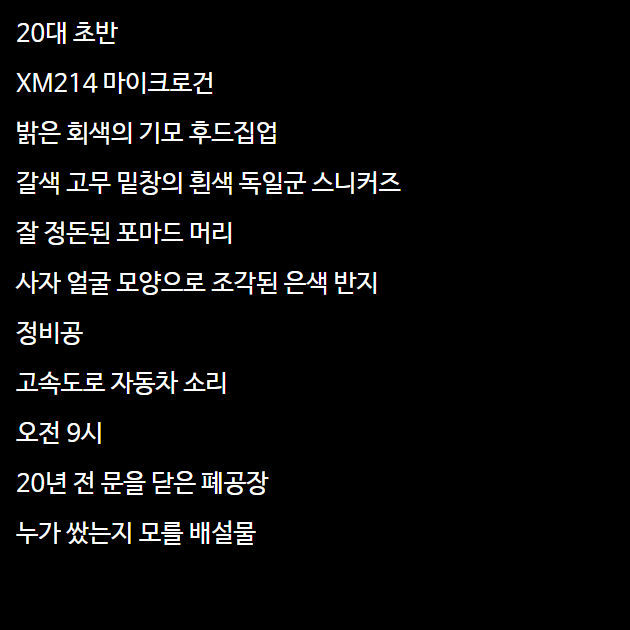 20대 초반
XM214 마이크로건
밝은 회색의 기모 후드집업
갈색 고무 밑창의 흰색 독일군 스니커즈
잘 정돈된 포마드 머리
사자 얼굴 모양으로 조각된 은색 반지
정비공
고속도로 자동차 소리
오전 9시
20년 전 문을 닫은 폐공장
누가 쌌는지 모를 배설물